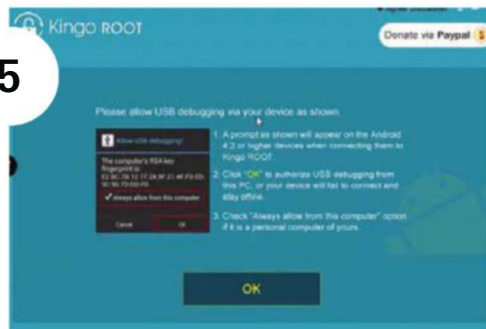 Kingo ROOT
Donate via Paypal $
5
Please allow USB debugging via your device as shown
Allow USB debugging?
The computer's RSA key
fingerprint is:
Always allow from this computer
Cancel OK
1. A prompt as shown will appear on the Android
4.2 or higher devices when connecting them to
Kingo ROOT.
2. Click "OK" to authorize USB debugging from
this PC, or your device will fail to connect and
stay offline.
3. Check "Always allow from this computer" option
if it is a personal computer of yours.
OK